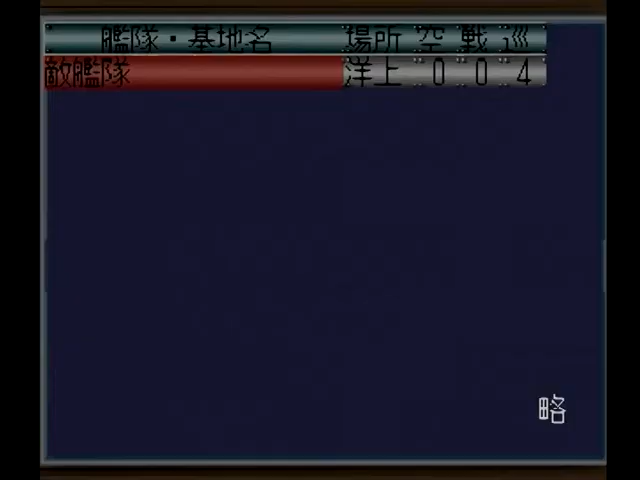 艦隊・基地名 場所 空 戦 巡
敵艦隊 洋上 0 0 4
略